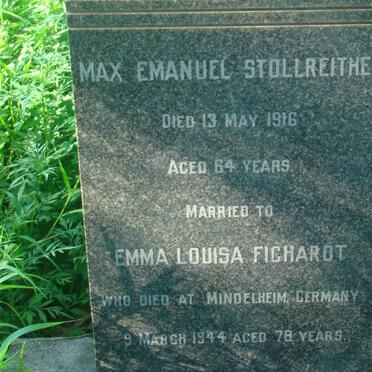 MAX EMANUEL STOLLREITHE
DIED 13 MAY 1916
AGED 64 YEARS.
MARRIED TO
EMMA LOUISA FICHARDT
WHO DIED AT MINDELHEIM, GERMANY
9 MARCH 1944 AGED 78 YEARS.